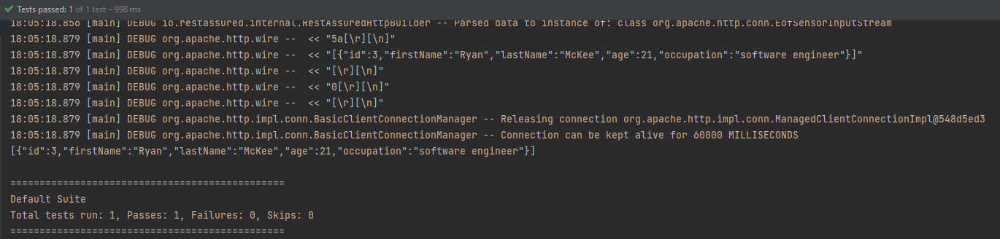 Tests passed: 1 of 1 test – 998 ms
18:05:18.856 [main] DEBUG io.restassured.internal.RestAssuredHttpBuilder -- Parsed data to instance of: class org.apache.http.conn.EofSensorInputStream
18:05:18.879 [main] DEBUG org.apache.http.wire --  << "5a[\r][\n]"
18:05:18.879 [main] DEBUG org.apache.http.wire --  << "[{"id":3,"firstName":"Ryan","lastName":"McKee","age":21,"occupation":"software engineer"}]"
18:05:18.879 [main] DEBUG org.apache.http.wire --  << "[\r][\n]"
18:05:18.879 [main] DEBUG org.apache.http.wire --  << "0[\r][\n]"
18:05:18.879 [main] DEBUG org.apache.http.wire --  << "[\r][\n]"
18:05:18.879 [main] DEBUG org.apache.http.impl.conn.BasicClientConnectionManager -- Releasing connection org.apache.http.impl.conn.ManagedClientConnectionImpl@548d5ed3
18:05:18.879 [main] DEBUG org.apache.http.impl.conn.BasicClientConnectionManager -- Connection can be kept alive for 60000 MILLISECONDS
[{"id":3,"firstName":"Ryan","lastName":"McKee","age":21,"occupation":"software engineer"}]
===============================================
Default Suite
Total tests run: 1, Passes: 1, Failures: 0, Skips: 0
===============================================